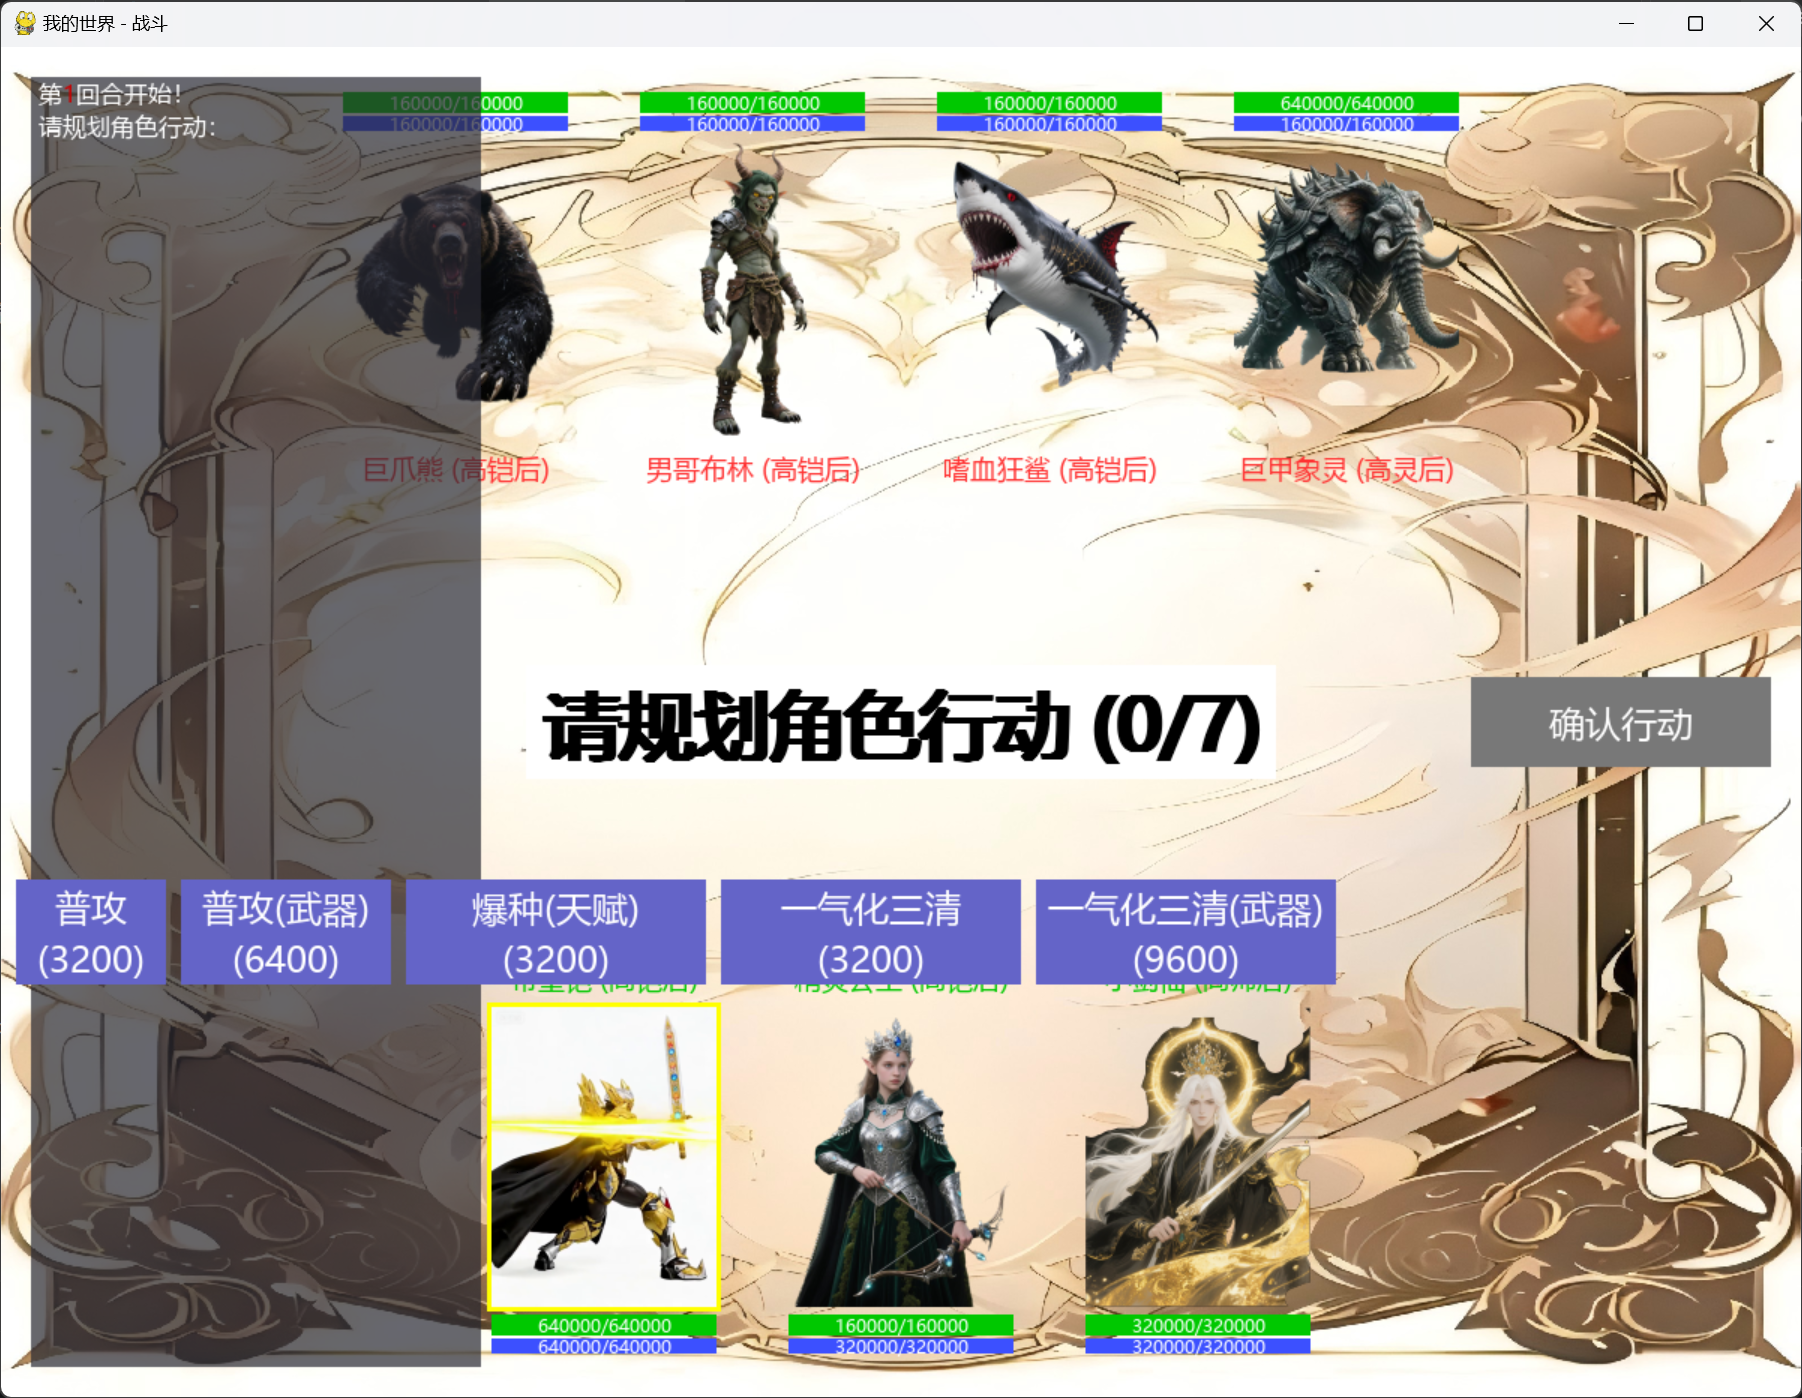 我的世界 - 战斗
第1回合开始！
请规划角色行动：
160000/160000
160000/160000
160000/160000
160000/160000
160000/160000
160000/160000
640000/640000
160000/160000
巨爪熊 (高铠后)
男哥布林 (高铠后)
嗜血狂鲨 (高铠后)
巨甲象灵 (高灵后)
请规划角色行动 (0/7)
确认行动
普攻
(3200)
普攻(武器)
(6400)
爆种(天赋)
(3200)
一气化三清
(3200)
一气化三清(武器)
(9600)
640000/640000
640000/640000
160000/160000
320000/320000
320000/320000
320000/320000